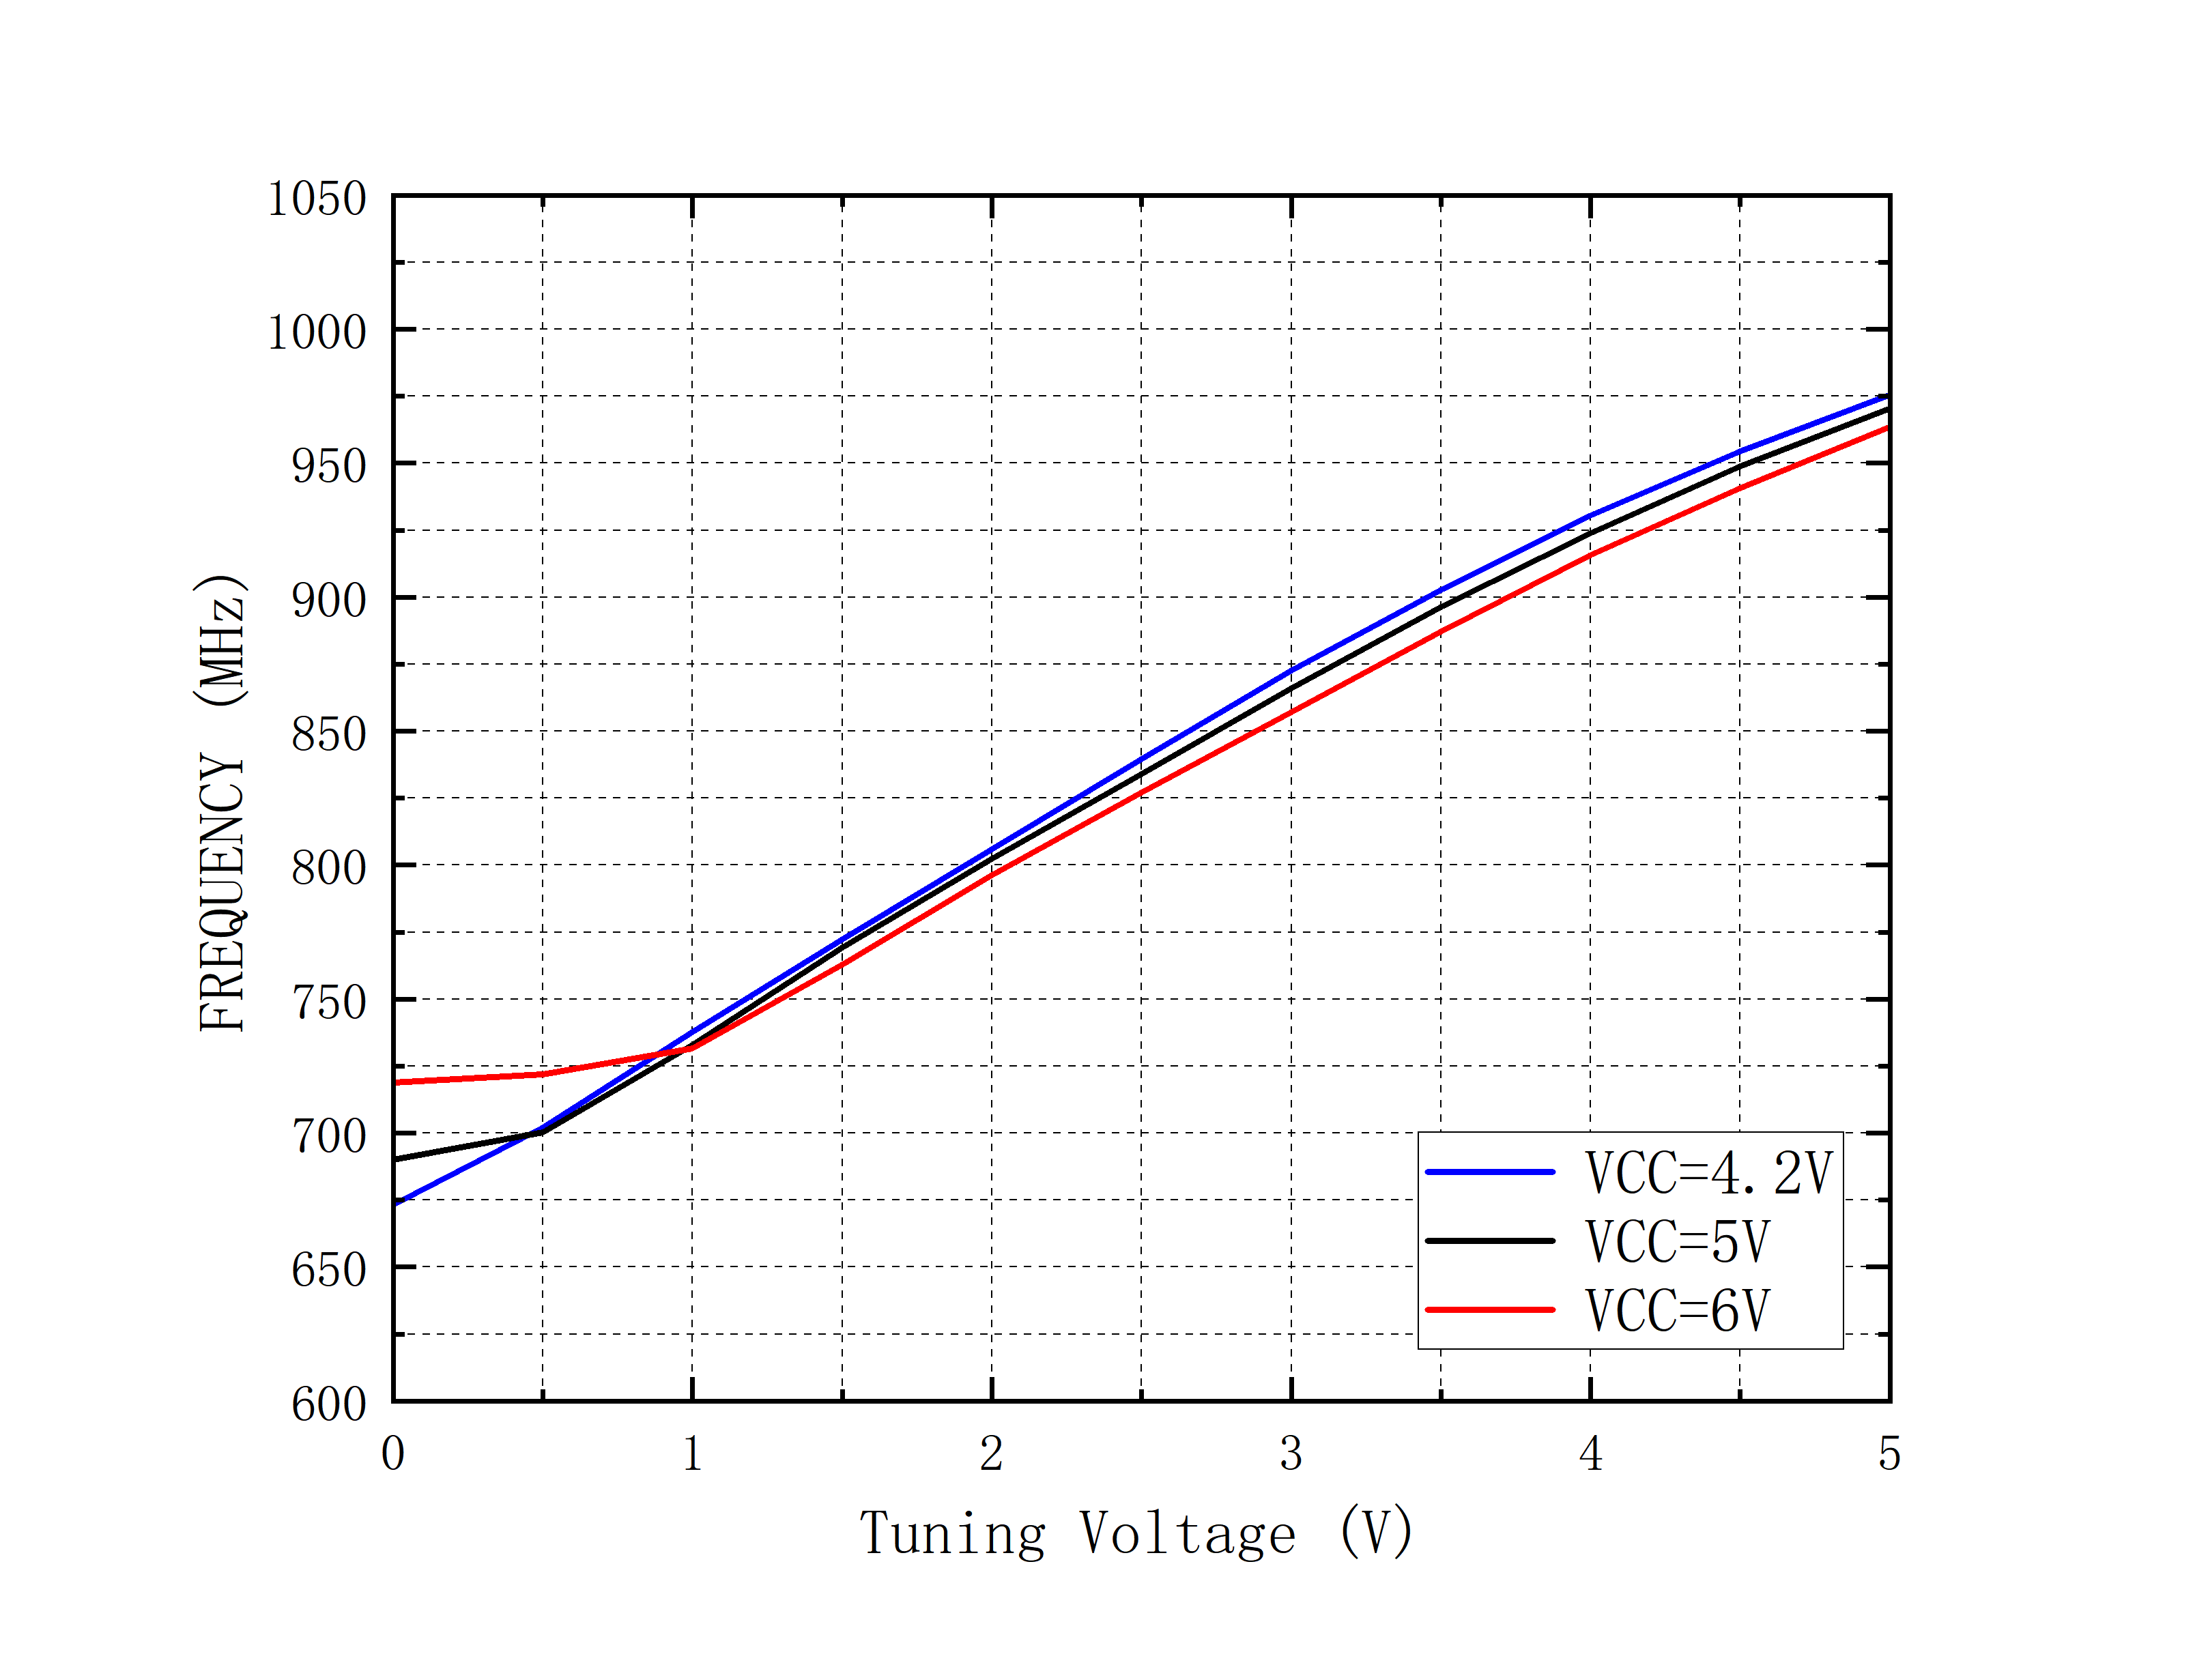 1050
1000
950
900
850
800
750
700
650
600
FREQUENCY (MHz)
VCC=4.2V
VCC=5V
VCC=6V
0 1 2 3 4 5
Tuning Voltage (V)